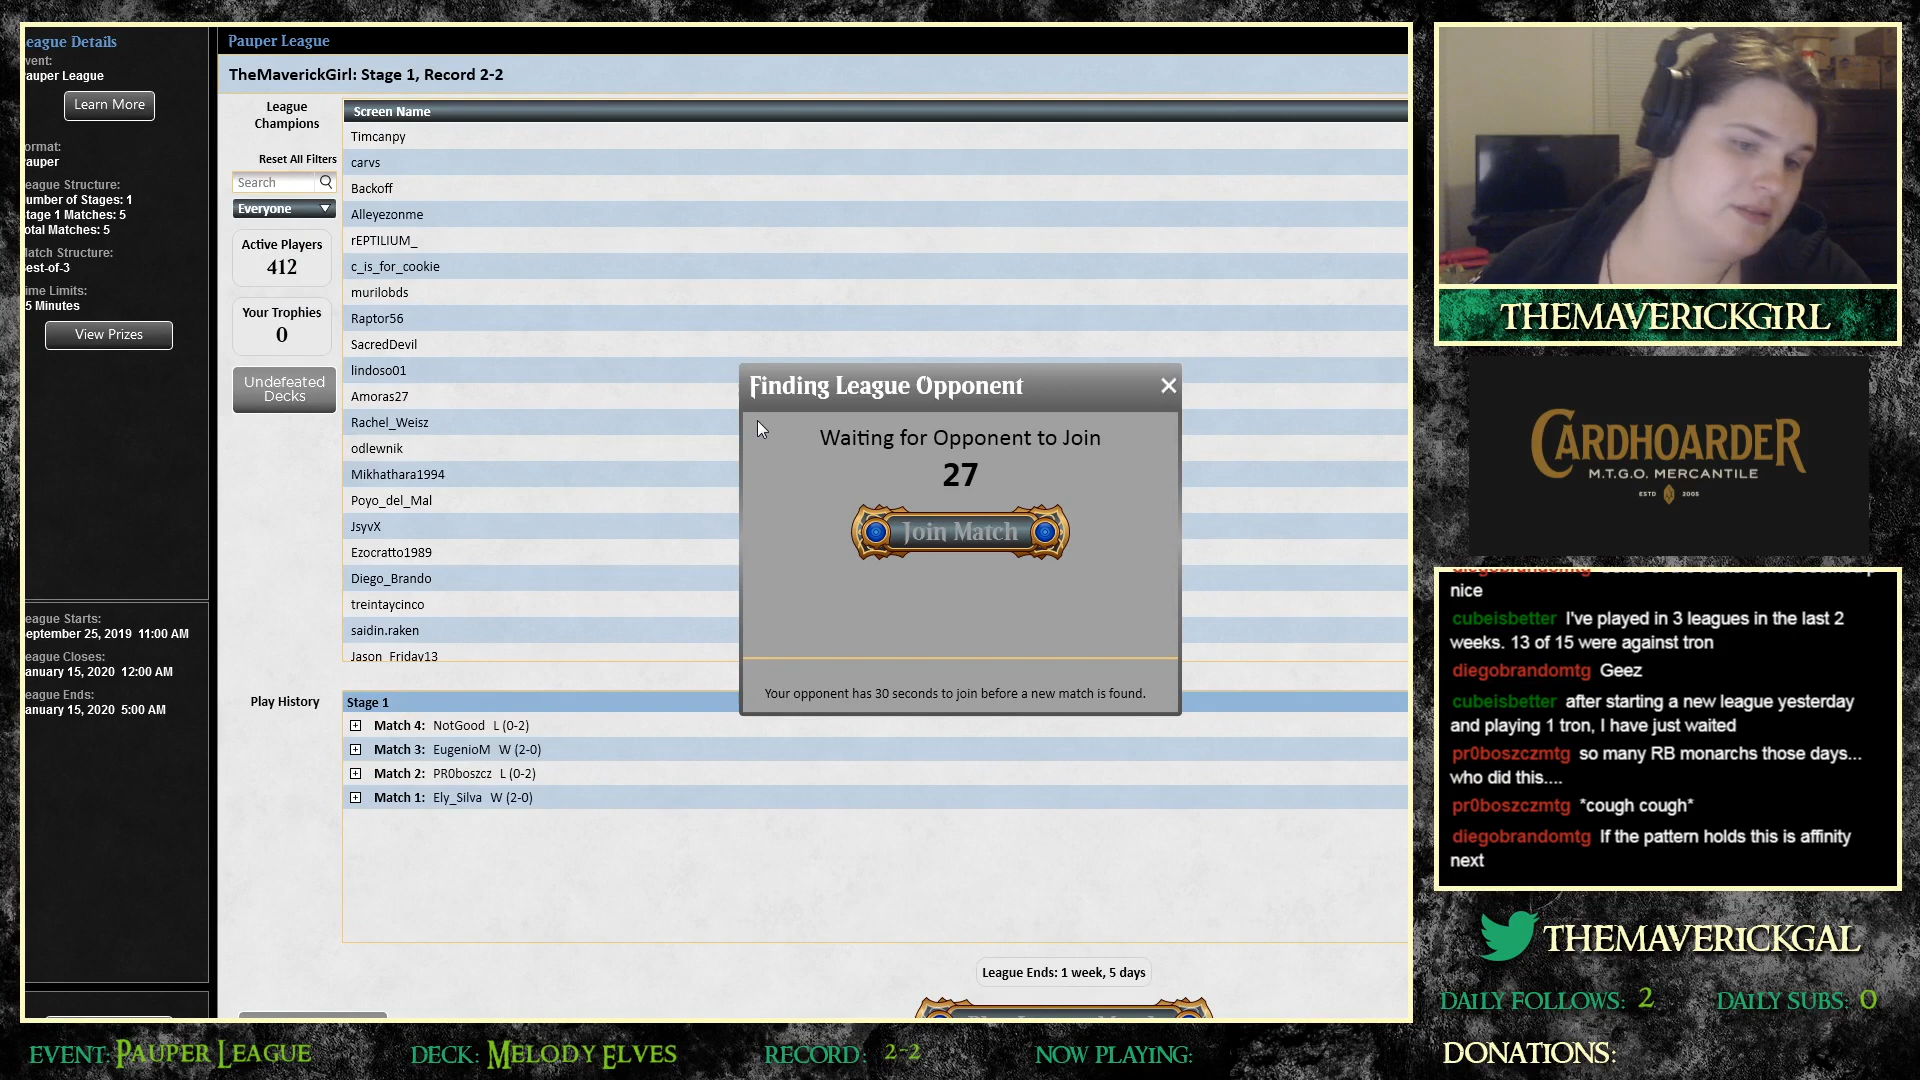 eague Details
vent:
auper League
Learn More
ormat:
auper
eague Structure:
umber of Stages: 1
tage 1 Matches: 5
otal Matches: 5
latch Structure:
est-of-3
ime Limits:
5 Minutes
View Prizes
eague Starts:
eptember 25, 2019 11:00 AM
eague Closes:
anuary 15, 2020 12:00 AM
eague Ends:
anuary 15, 2020 5:00 AM
Pauper League
TheMaverickGirl: Stage 1, Record 2-2
League
Champions
Reset All Filters
Search
Everyone
Active Players
412
Your Trophies
0
Undefeated
Decks
Screen Name
Timcanpy
carvs
Backoff
Alleyezonme
rEPTILIUM_
c_is_for_cookie
murilobds
Raptor56
SacredDevil
lindoso01
Amoras27
Rachel_Weisz
odlewnik
Mikhathara1994
Poyo_del_Mal
JsyvX
Ezocratto1989
Diego_Brando
treintaycinco
saidin.raken
Jason_Friday13
Finding League Opponent
Waiting for Opponent to Join
27
Join Match
Your opponent has 30 seconds to join before a new match is found.
Play History
Stage 1
Match 4: NotGood L (0-2)
Match 3: EugenioM W (2-0)
Match 2: PR0boszcz L (0-2)
Match 1: Ely_Silva W (2-0)
League Ends: 1 week, 5 days
THEMAVERICKGIRL
CARDHOARDER
M.T.G.O. MERCANTILE
ESTD 2005
nice
cubeisbetter I've played in 3 leagues in the last 2
weeks. 13 of 15 were against tron
diegobrandomtg Geez
cubeisbetter after starting a new league yesterday
and playing 1 tron, I have just waited
pr0boszczmtg so many RB monarchs those days...
who did this....
pr0boszczmtg *cough cough*
diegobrandomtg If the pattern holds this is affinity
next
THEMAVERICKGAL
DAILY FOLLOWS: 2 DAILY SUBS: 0
EVENT: PAUPER LEAGUE DECK: MELODY ELVES RECORD: 2-2 NOW PLAYING: DONATIONS: